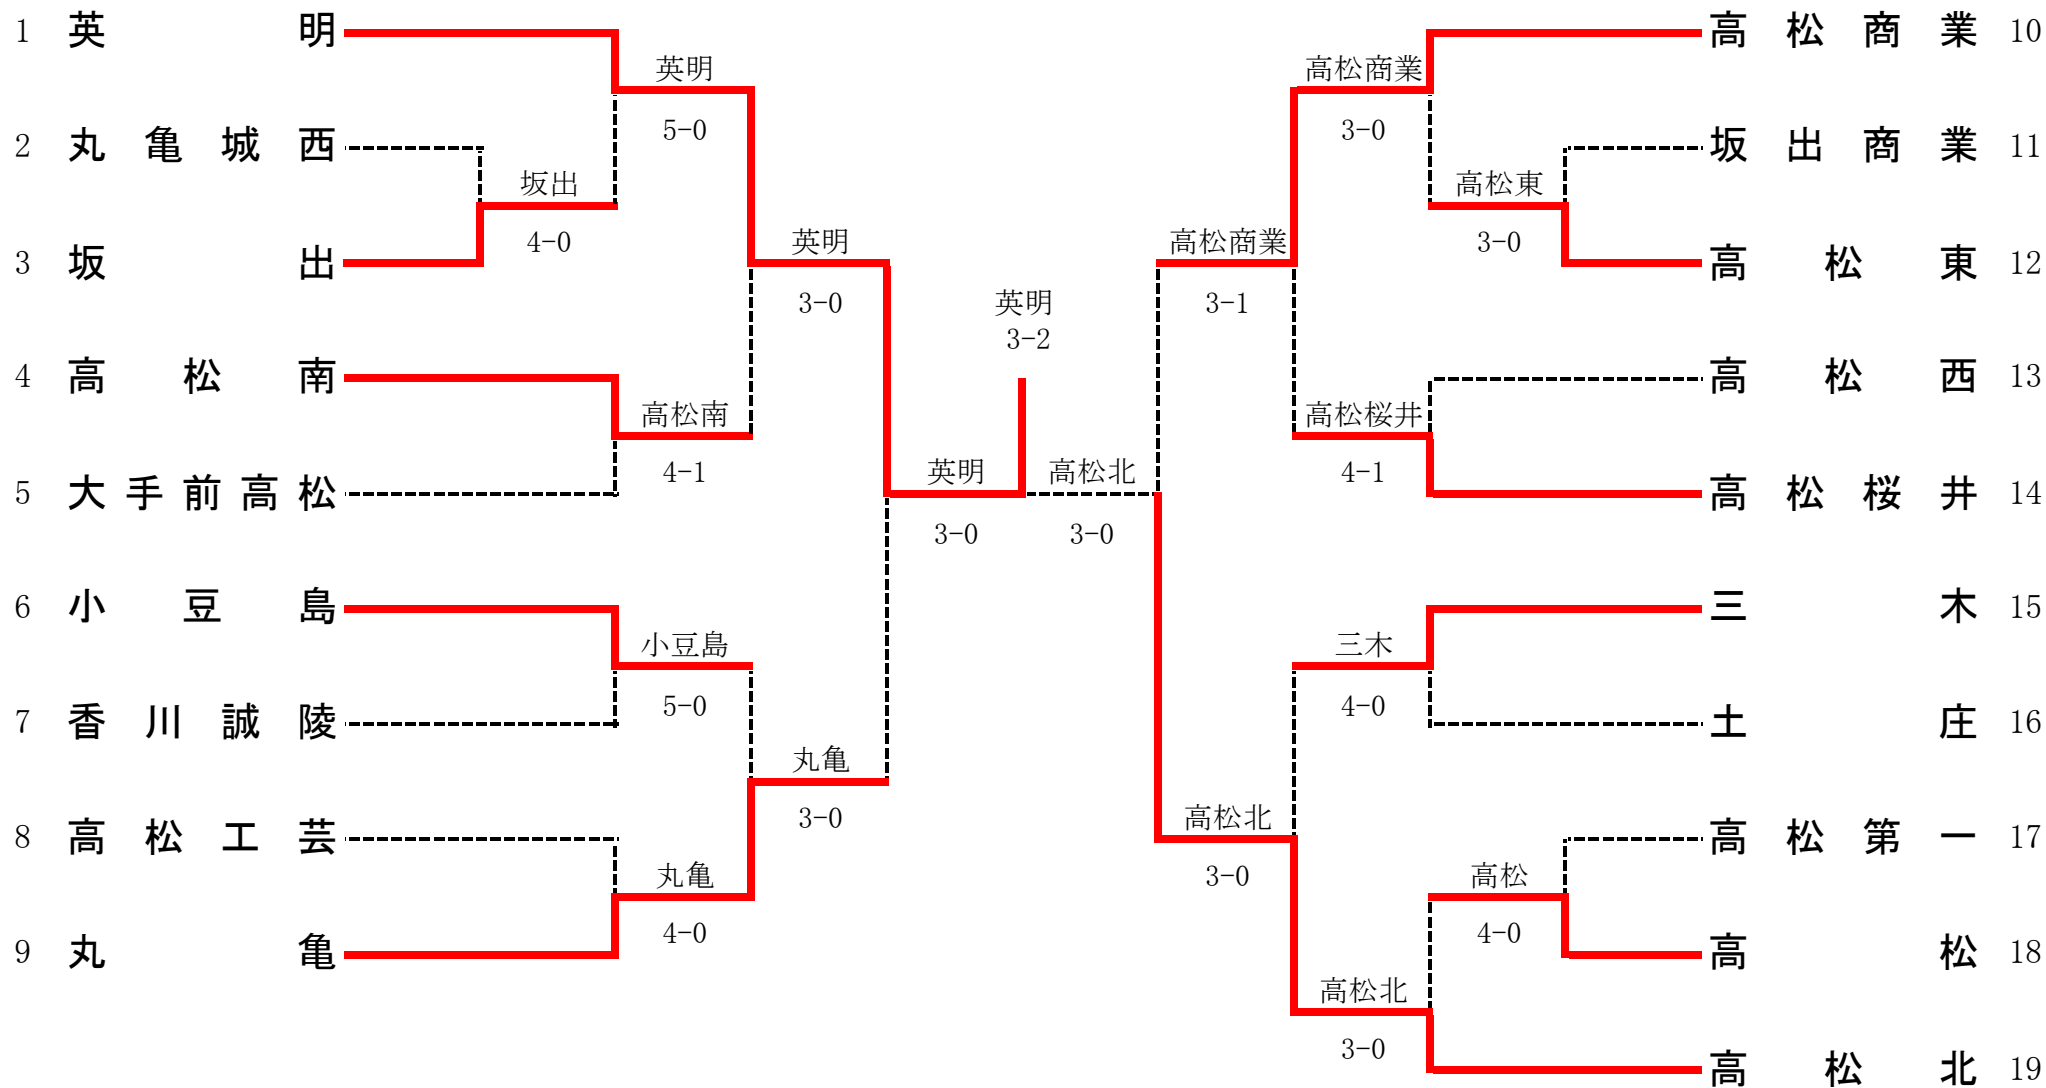 1 英明
英明
高松商業
高松商業 10
5-0
3-0
2 丸亀城西
坂出商業 11
坂出
高松東
4-0
3-0
英明
高松商業
3 坂出
高松東 12
3-0
英明
3-1
3-2
4 高松南
高松西 13
高松南
高松桜井
4-1
英明
高松北
4-1
5 大手前高松
高松桜井 14
3-0
3-0
6 小豆島
三木 15
小豆島
三木
5-0
4-0
7 香川誠陵
土庄 16
丸亀
3-0
高松北
8 高松工芸
高松第一 17
丸亀
3-0
高松
4-0
4-0
9 丸亀
高松 18
高松北
3-0
高松北 19